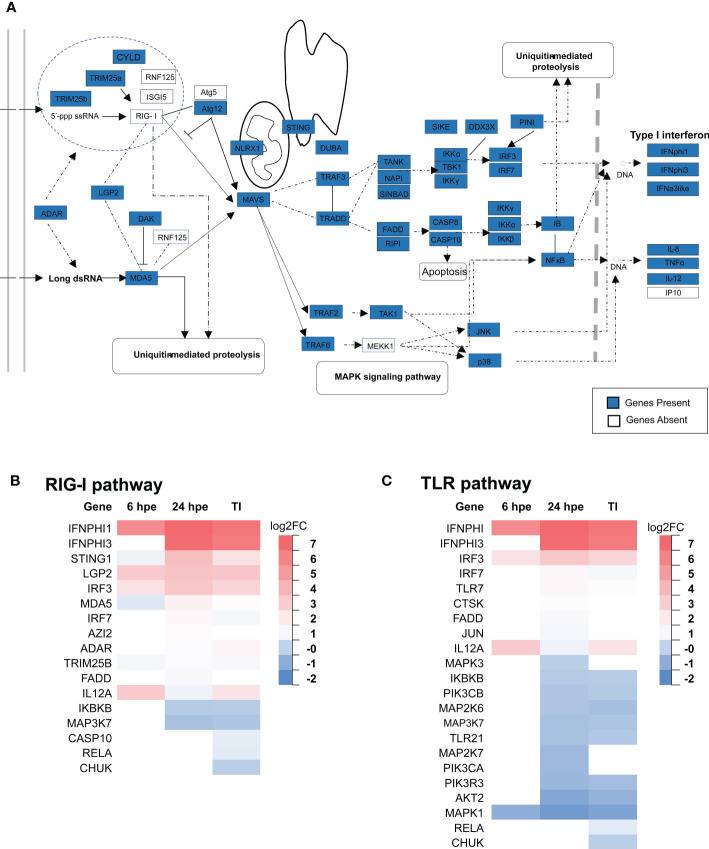 A
CYLD
TRIM25a
RNF125
TRIM25b
ISGI5
5´-ppp ssRNA
RIG- I
Atg5
Atg12
STING
NLRX1
DUBA
SIKE
DDX3X
PINI
Uniquitin-mediated
proteolysis
Type I interferon
IFNphi1
IFNphi3
IFNa3like
DNA
TANK
NAPI
SINBAD
IKKα
TBK1
IKKγ
IRF3
IRF7
TRAF3
TRADD
MAVS
LGP2
ADAR
DAK
RNF125
Long dsRNA
MDA5
FADD
RIPI
CASP8
CASP10
Apoptosis
IKKγ
IKKα
IKKβ
IB
NFκB
DNA
IL-8
TNFα
IL-12
IP10
TRAF2
TAK1
TRAF6
MEKK1
JNK
p38
Uniquitin-mediated proteolysis
MAPK signaling pathway
Genes Present
Genes Absent
B
RIG-I pathway
Gene 6 hpe 24 hpe TI
log2FC
IFNPHI1
IFNPHI3
STING1
LGP2
IRF3
MDA5
IRF7
AZI2
ADAR
TRIM25B
FADD
IL12A
IKBKB
MAP3K7
CASP10
RELA
CHUK
7
6
5
4
3
2
1
-0
-1
-2
C
TLR pathway
Gene 6 hpe 24 hpe TI
log2FC
IFNPHI
IFNPHI3
IRF3
IRF7
TLR7
CTSK
FADD
JUN
IL12A
MAPK3
IKBKB
PIK3CB
MAP2K6
MAP3K7
TLR21
MAP2K7
PIK3CA
PIK3R3
AKT2
MAPK1
RELA
CHUK
7
6
5
4
3
2
1
-0
-1
-2